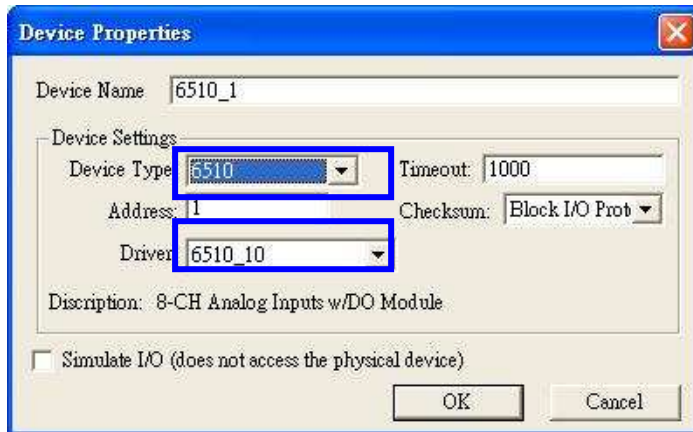 Device Properties
Device Name 6510_1
Device Settings
Device Type 6510 Timeout: 1000
Address: 1 Checksum: Block I/O Prot
Driver 6510_10
Discription: 8-CH Analog Inputs w/DO Module
Simulate I/O (does not access the physical device)
OK Cancel